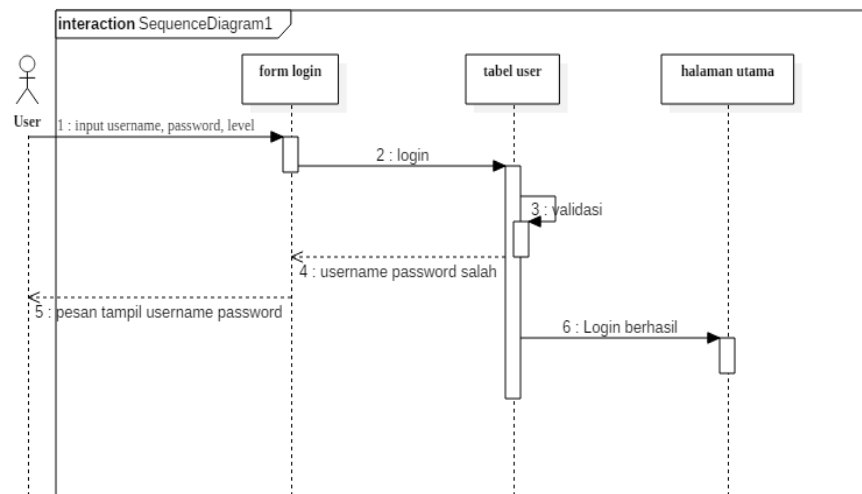 interaction SequenceDiagram1
form login
tabel user
halaman utama
User
1 : input username, password, level
2 : login
3 : validasi
4 : username password salah
5 : pesan tampil username password
6 : Login berhasil